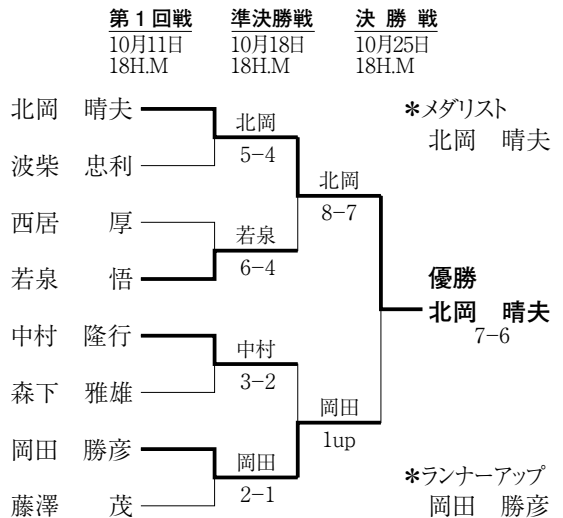 第1回戦 準決勝戦 決勝戦
10月11日 10月18日 10月25日
18H.M 18H.M 18H.M
北岡 晴夫
波柴 忠利
西居 厚
若泉 悟
中村 隆行
森下 雅雄
岡田 勝彦
藤澤 茂
北岡
5−4
若泉
6−4
中村
3−2
岡田
2−1
北岡
8−7
岡田
1up
*メダリスト
北岡 晴夫
優勝
北岡 晴夫
7−6
*ランナーアップ
岡田 勝彦